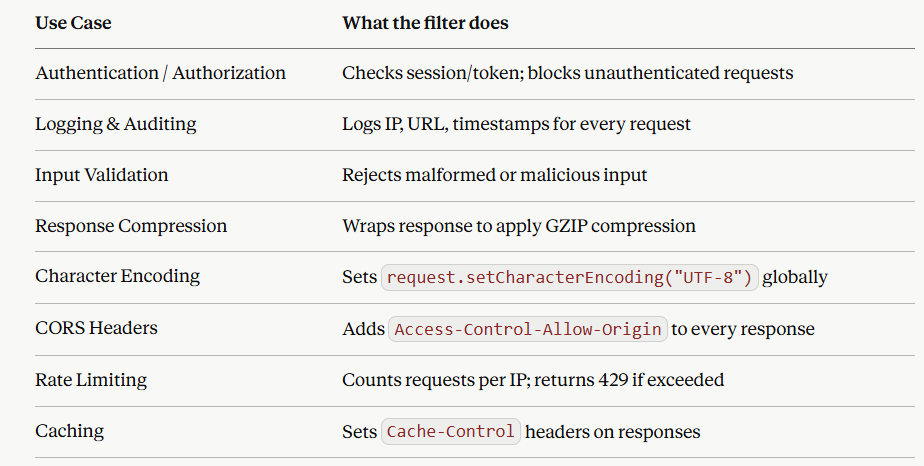 Use Case What the filter does
Authentication / Authorization Checks session/token; blocks unauthenticated requests
Logging & Auditing Logs IP, URL, timestamps for every request
Input Validation Rejects malformed or malicious input
Response Compression Wraps response to apply GZIP compression
Character Encoding Sets request.setCharacterEncoding("UTF-8") globally
CORS Headers Adds Access-Control-Allow-Origin to every response
Rate Limiting Counts requests per IP; returns 429 if exceeded
Caching Sets Cache-Control headers on responses